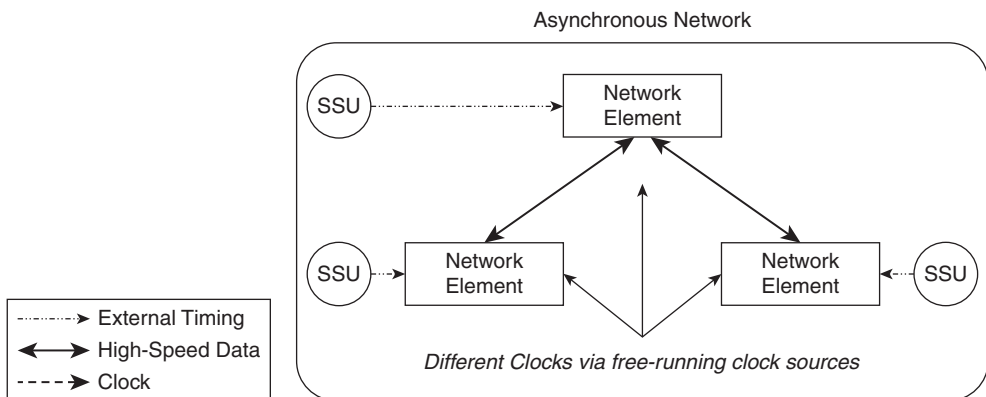 Asynchronous Network
SSU
Network
Element
SSU
Network
Element
Network
Element
SSU
Different Clocks via free-running clock sources
External Timing
High-Speed Data
Clock